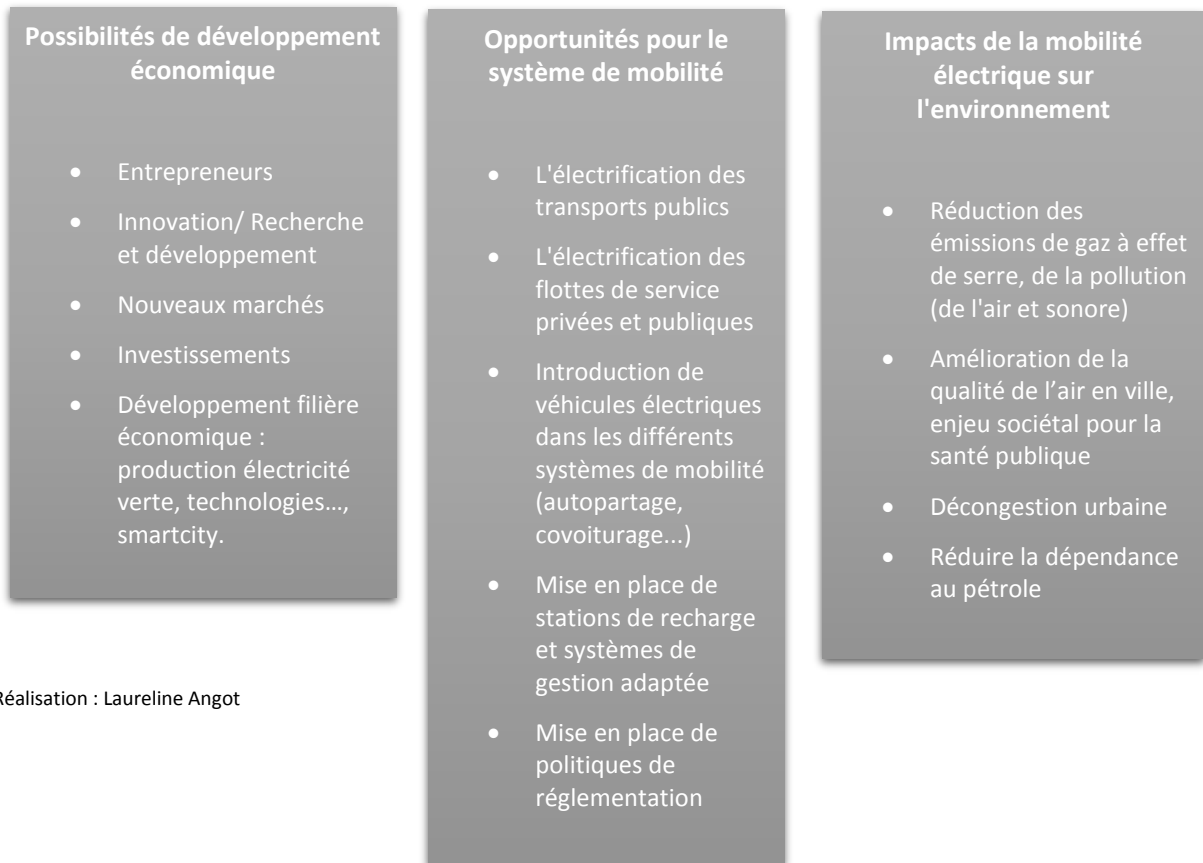 Possibilités de développement
économique
• Entrepreneurs
• Innovation/ Recherche
et développement
• Nouveaux marchés
• Investissements
• Développement filière
économique :
production électricité
verte, technologies…,
smartcity.
Opportunités pour le
système de mobilité
• L'électrification des
transports publics
• L'électrification des
flottes de service
privées et publiques
• Introduction de
véhicules électriques
dans les différents
systèmes de mobilité
(autopartage,
covoiturage...)
• Mise en place de
stations de recharge
et systèmes de
gestion adaptée
• Mise en place de
politiques de
réglementation
Impacts de la mobilité
électrique sur
l'environnement
• Réduction des
émissions de gaz à effet
de serre, de la pollution
(de l'air et sonore)
• Amélioration de la
qualité de l’air en ville,
enjeu sociétal pour la
santé publique
• Décongestion urbaine
• Réduire la dépendance
au pétrole
Réalisation : Laureline Angot